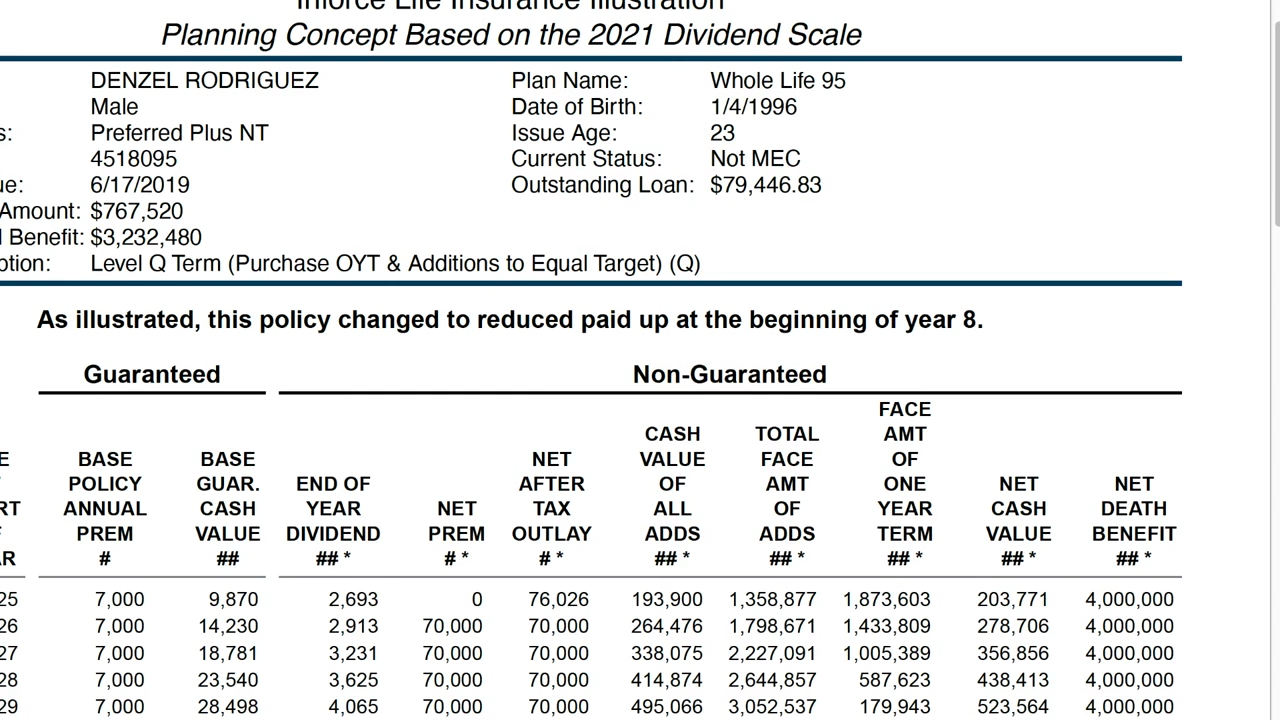 Inforce Life Insurance Illustration
Planning Concept Based on the 2021 Dividend Scale
DENZEL RODRIGUEZ Plan Name: Whole Life 95
Male Date of Birth: 1/4/1996
s: Preferred Plus NT Issue Age: 23
4518095 Current Status: Not MEC
ue: 6/17/2019 Outstanding Loan: $79,446.83
Amount: $767,520
l Benefit: $3,232,480
ption: Level Q Term (Purchase OYT & Additions to Equal Target) (Q)
As illustrated, this policy changed to reduced paid up at the beginning of year 8.
Guaranteed Non-Guaranteed
FACE
CASH TOTAL AMT
E BASE BASE NET VALUE FACE OF
POLICY GUAR. END OF AFTER OF AMT ONE NET NET
RT ANNUAL CASH YEAR NET TAX ALL OF YEAR CASH DEATH
PREM VALUE DIVIDEND PREM OUTLAY ADDS ADDS TERM VALUE BENEFIT
AR # ## ## * # * # * ## * ## * ## * ## * ## *
25 7,000 9,870 2,693 0 76,026 193,900 1,358,877 1,873,603 203,771 4,000,000
26 7,000 14,230 2,913 70,000 70,000 264,476 1,798,671 1,433,809 278,706 4,000,000
27 7,000 18,781 3,231 70,000 70,000 338,075 2,227,091 1,005,389 356,856 4,000,000
28 7,000 23,540 3,625 70,000 70,000 414,874 2,644,857 587,623 438,413 4,000,000
29 7,000 28,498 4,065 70,000 70,000 495,066 3,052,537 179,943 523,564 4,000,000